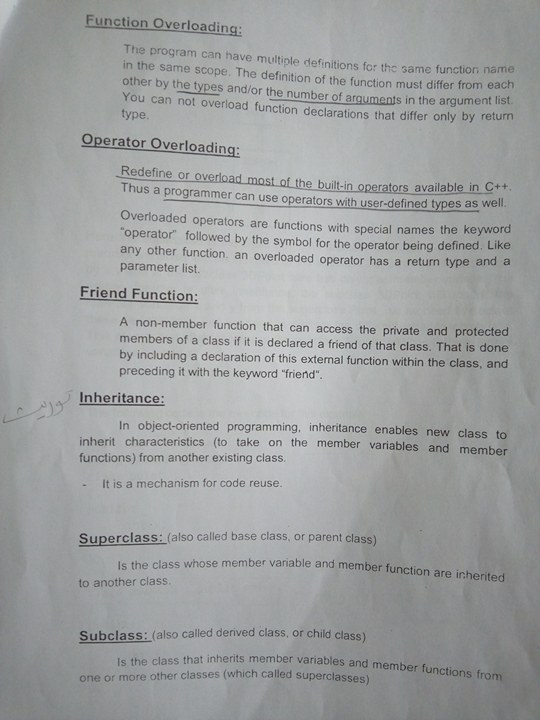 Function Overloading:
The program can have multiple definitions for the same function name
in the same scope. The definition of the function must differ from each
other by the types and/or the number of arguments in the argument list.
You can not overload function declarations that differ only by return
type.
Operator Overloading:
Redefine or overload most of the built-in operators available in C++.
Thus a programmer can use operators with user-defined types as well.
Overloaded operators are functions with special names the keyword
"operator" followed by the symbol for the operator being defined. Like
any other function, an overloaded operator has a return type and a
parameter list.
Friend Function:
A non-member function that can access the private and protected
members of a class if it is declared a friend of that class. That is done
by including a declaration of this external function within the class, and
preceding it with the keyword "friend".
توريث
Inheritance:
In object-oriented programming, inheritance enables new class to
inherit characteristics (to take on the member variables and member
functions) from another existing class.
- It is a mechanism for code reuse.
Superclass: (also called base class, or parent class)
Is the class whose member variable and member function are inherited
to another class.
Subclass: (also called derived class, or child class)
Is the class that inherits member variables and member functions from
one or more other classes (which called superclasses)